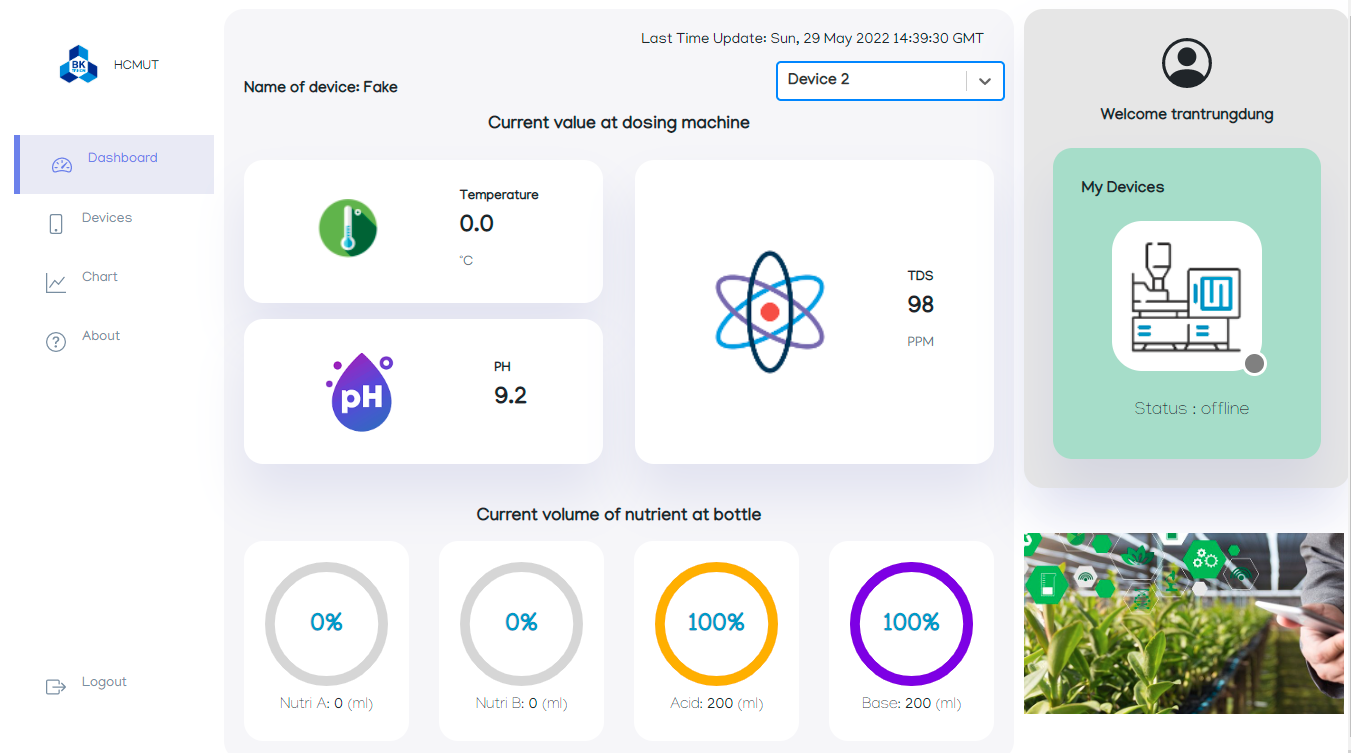 BK
TECH
HCMUT
Dashboard
Devices
Chart
About
Logout
Last Time Update: Sun, 29 May 2022 14:39:30 GMT
Name of device: Fake
Device 2
Current value at dosing machine
Temperature
0.0
°C
pH
PH
9.2
TDS
98
PPM
Current volume of nutrient at bottle
0%
Nutri A: 0 (ml)
0%
Nutri B: 0 (ml)
100%
Acid: 200 (ml)
100%
Base: 200 (ml)
Welcome trantrungdung
My Devices
Status : offline